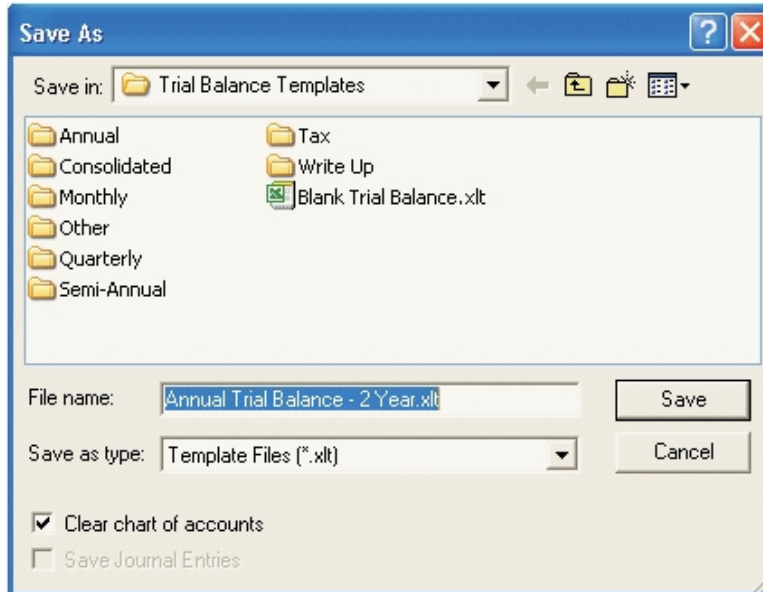 Save As
Save in: Trial Balance Templates
Annual
Consolidated
Monthly
Other
Quarterly
Semi-Annual
Tax
Write Up
Blank Trial Balance.xlt
File name: Annual Trial Balance - 2 Year.xlt
Save
Save as type: Template Files (*.xlt)
Cancel
Clear chart of accounts
Save Journal Entries